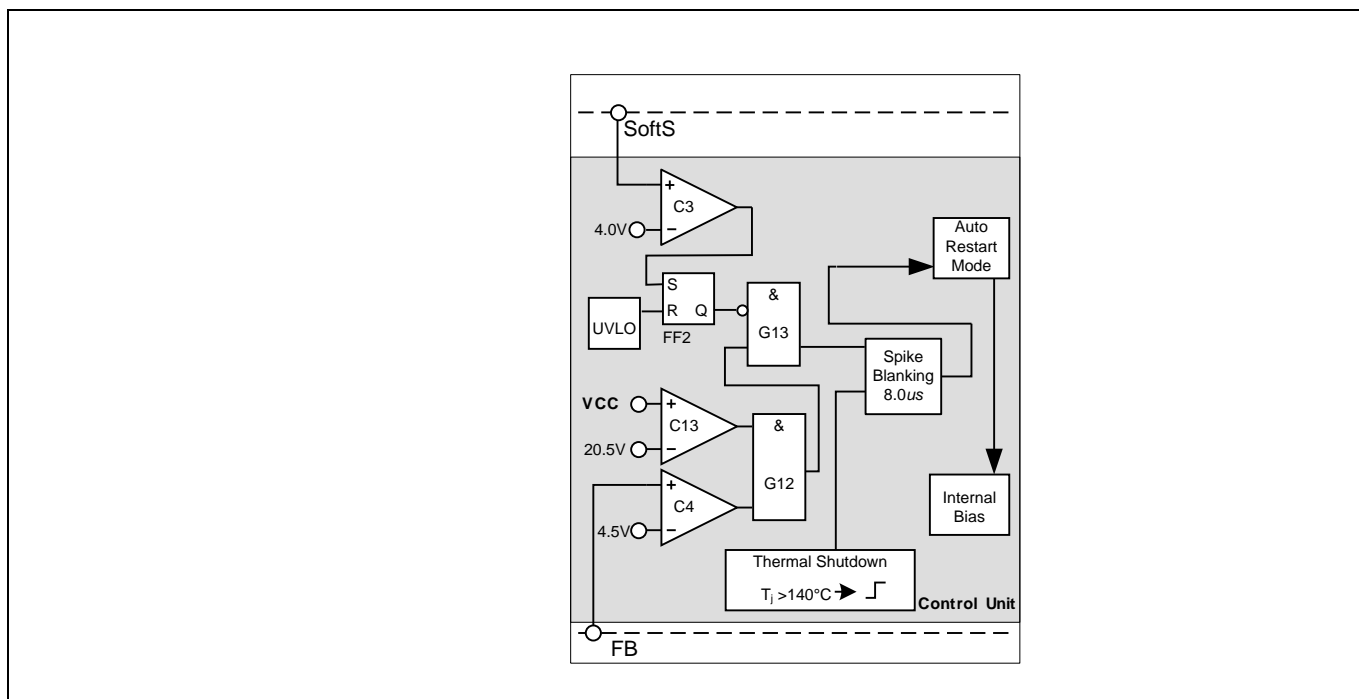 SoftS
+
C3
4.0V
−
Auto
Restart
Mode
S
R Q
FF2
UVLO
&
G13
Spike
Blanking
8.0us
VCC
+
C13
20.5V
−
&
G12
+
C4
4.5V
−
Internal
Bias
Thermal Shutdown
Tj >140°C
Control Unit
FB